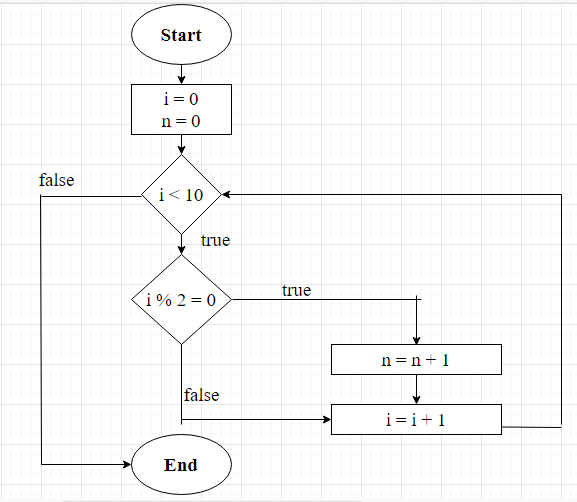 Start
i = 0
n = 0
false
i < 10
true
i % 2 = 0
true
n = n + 1
false
i = i + 1
End